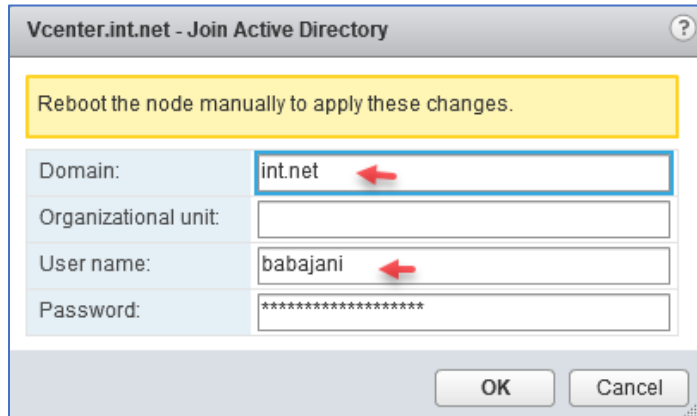 Vcenter.int.net - Join Active Directory ?
Reboot the node manually to apply these changes.
Domain: int.net
Organizational unit:
User name: babajani
Password: *******************
OK Cancel